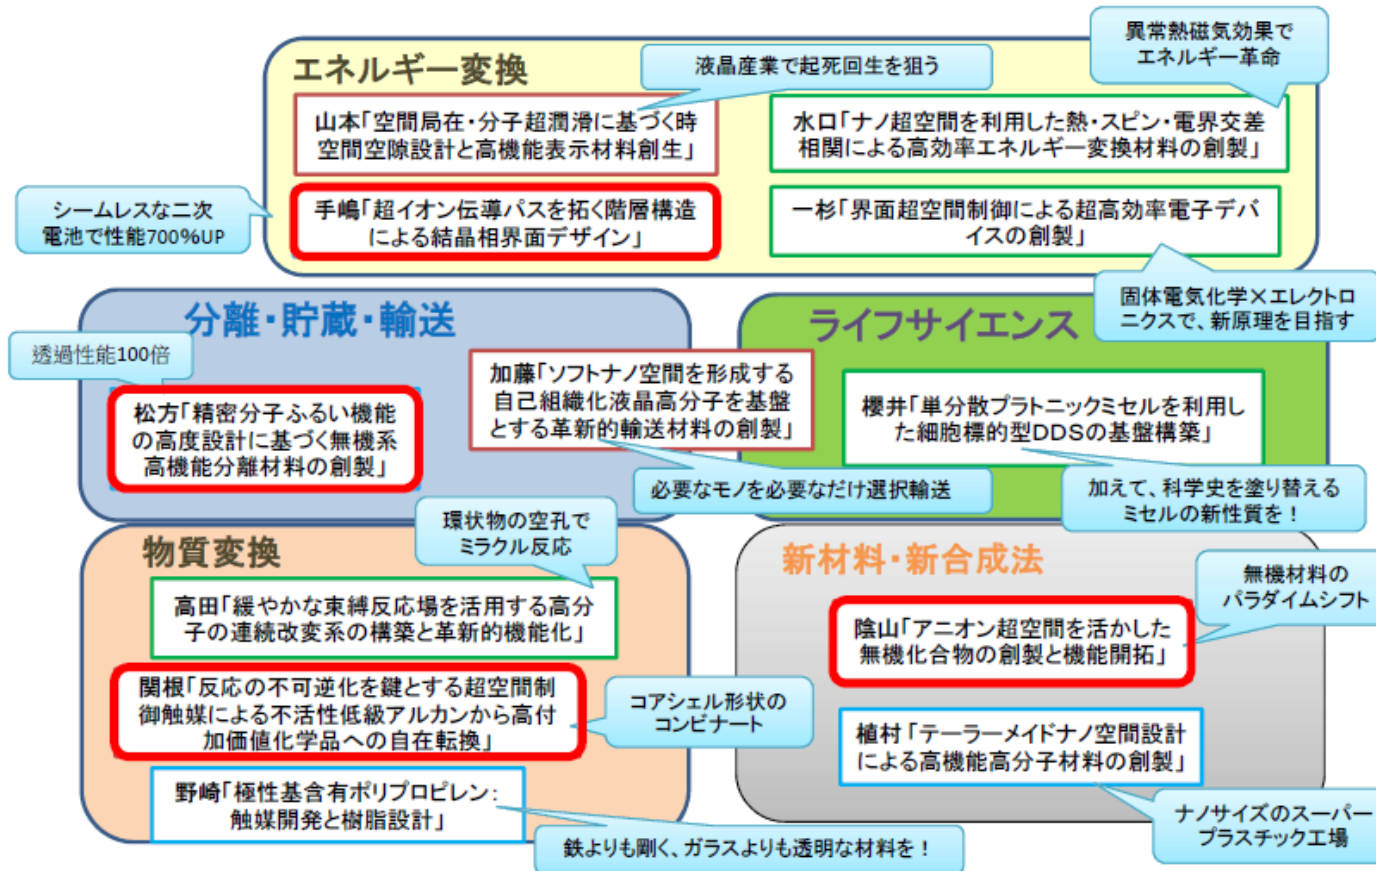 異常熱磁気効果で
エネルギー革命
エネルギー変換
液晶産業で起死回生を狙う
山本「空間局在・分子超潤滑に基づく時
空間空隙設計と高機能表示材料創生」
水口「ナノ超空間を利用した熱・スピン・電界交差
相関による高効率エネルギー変換材料の創製」
シームレスな二次
電池で性能700%UP
手嶋「超イオン伝導パスを拓く階層構造
による結晶相界面デザイン」
一杉「界面超空間制御による超高効率電子デバ
イスの創製」
固体電気化学×エレクトロ
ニクスで、新原理を目指す
分離・貯蔵・輸送
透過性能100倍
松方「精密分子ふるい機能
の高度設計に基づく無機系
高機能分離材料の創製」
加藤「ソフトナノ空間を形成する
自己組織化液晶高分子を基盤
とする革新的輸送材料の創製」
必要なモノを必要なだけ選択輸送
ライフサイエンス
櫻井「単分散プラトニックミセルを利用し
た細胞標的型DDSの基盤構築」
加えて、科学史を塗り替える
ミセルの新性質を！
物質変換
環状物の空孔で
ミラクル反応
高田「緩やかな束縛反応場を活用する高分
子の連続改変系の構築と革新的機能化」
関根「反応の不可逆化を鍵とする超空間制
御触媒による不活性低級アルカンから高付
加価値化学品への自在転換」
コアシェル形状の
コンビナート
野崎「極性基含有ポリプロピレン：
触媒開発と樹脂設計」
鉄よりも剛く、ガラスよりも透明な材料を！
新材料・新合成法
無機材料の
パラダイムシフト
陰山「アニオン超空間を活かした
無機化合物の創製と機能開拓」
植村「テーラーメイドナノ空間設計
による高機能高分子材料の創製」
ナノサイズのスーパー
プラスチック工場